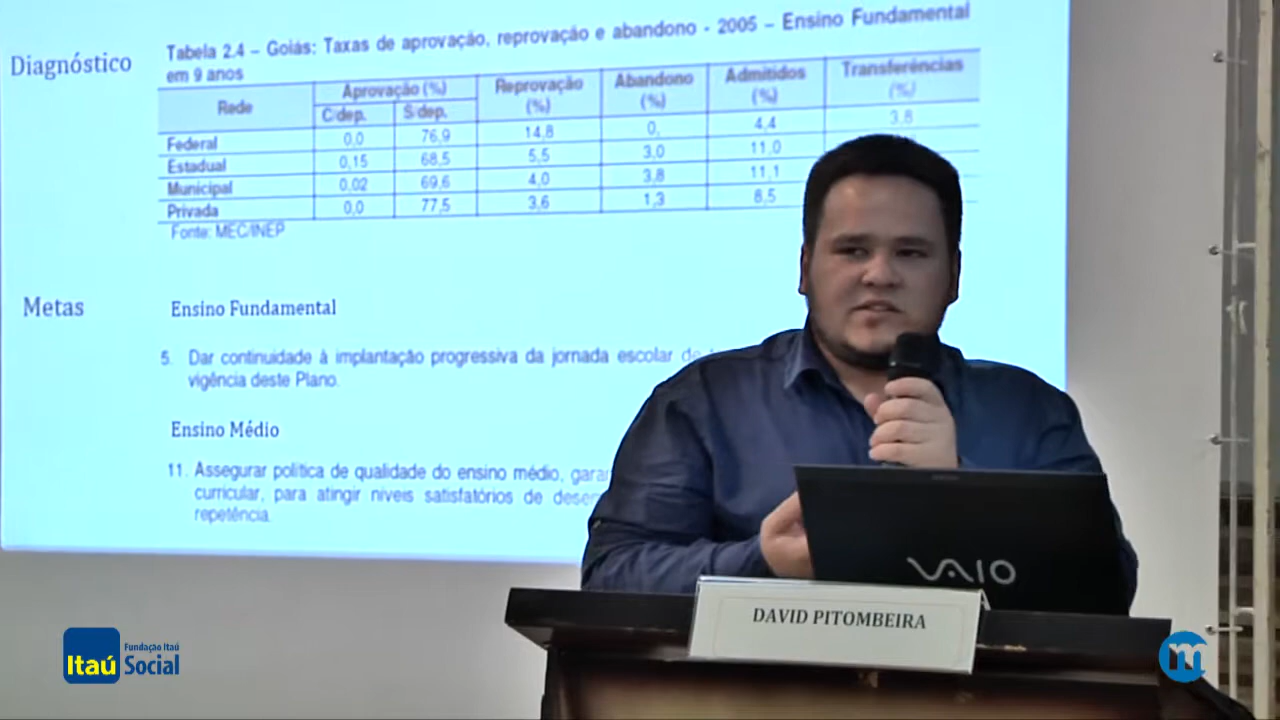 Diagnóstico
Tabela 2.4 – Goiás: Taxas de aprovação, reprovação e abandono - 2005 – Ensino Fundamental
em 9 anos
Rede Aprovação (%) Reprovação (%) Abandono (%) Admitidos (%) Transferências (%)
C dep. S dep.
Federal 0,0 76,9 14,8 0, 4,4 3,8
Estadual 0,15 68,5 5,5 3,0 11,0
Municipal 0,02 69,6 4,0 3,8 11,1
Privada 0,0 77,5 3,6 1,3 8,5
Fonte: MEC/INEP
Metas
Ensino Fundamental
5. Dar continuidade à implantação progressiva da jornada escolar de
vigência deste Plano.
Ensino Médio
11. Assegurar política de qualidade do ensino médio,
curricular, para atingir níveis satisfatórios de
repetência.
VAIO
DAVID PITOMBEIRA
Itaú
Fundação Itaú
Social
m